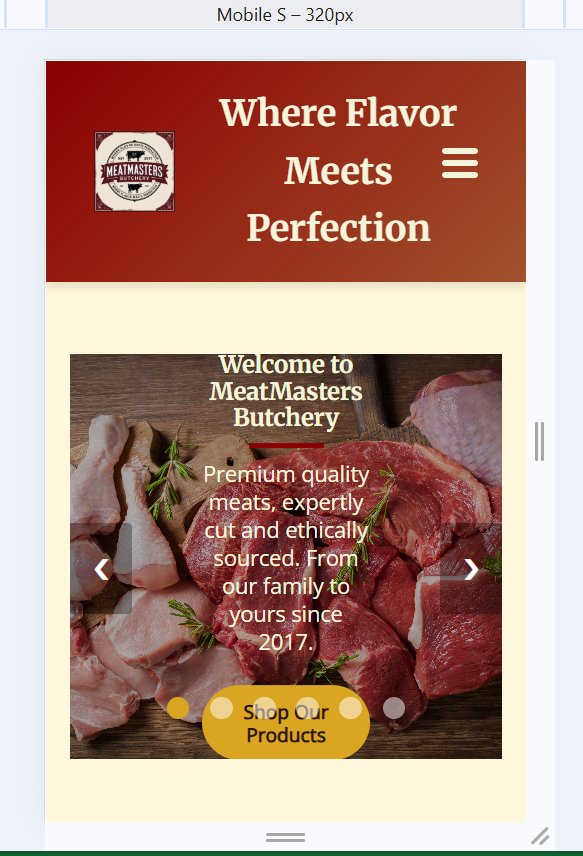 Mobile S – 320px
Where Flavor
Meets
Perfection
MEATMASTERS
BUTCHERY
Welcome to
MeatMasters
Butchery
Premium quality
meats, expertly
cut and ethically
sourced. From
our family to
yours since
2017.
❮
❯
Shop Our
Products